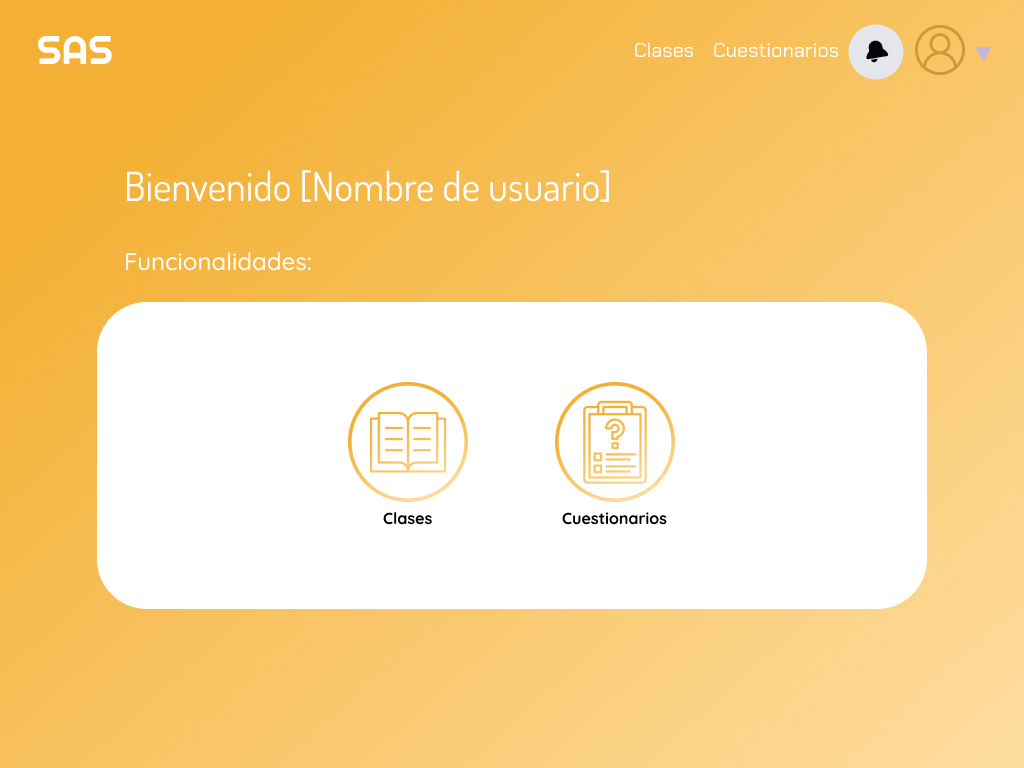 SAS
Clases Cuestionarios
Bienvenido [Nombre de usuario]
Funcionalidades:
Clases Cuestionarios